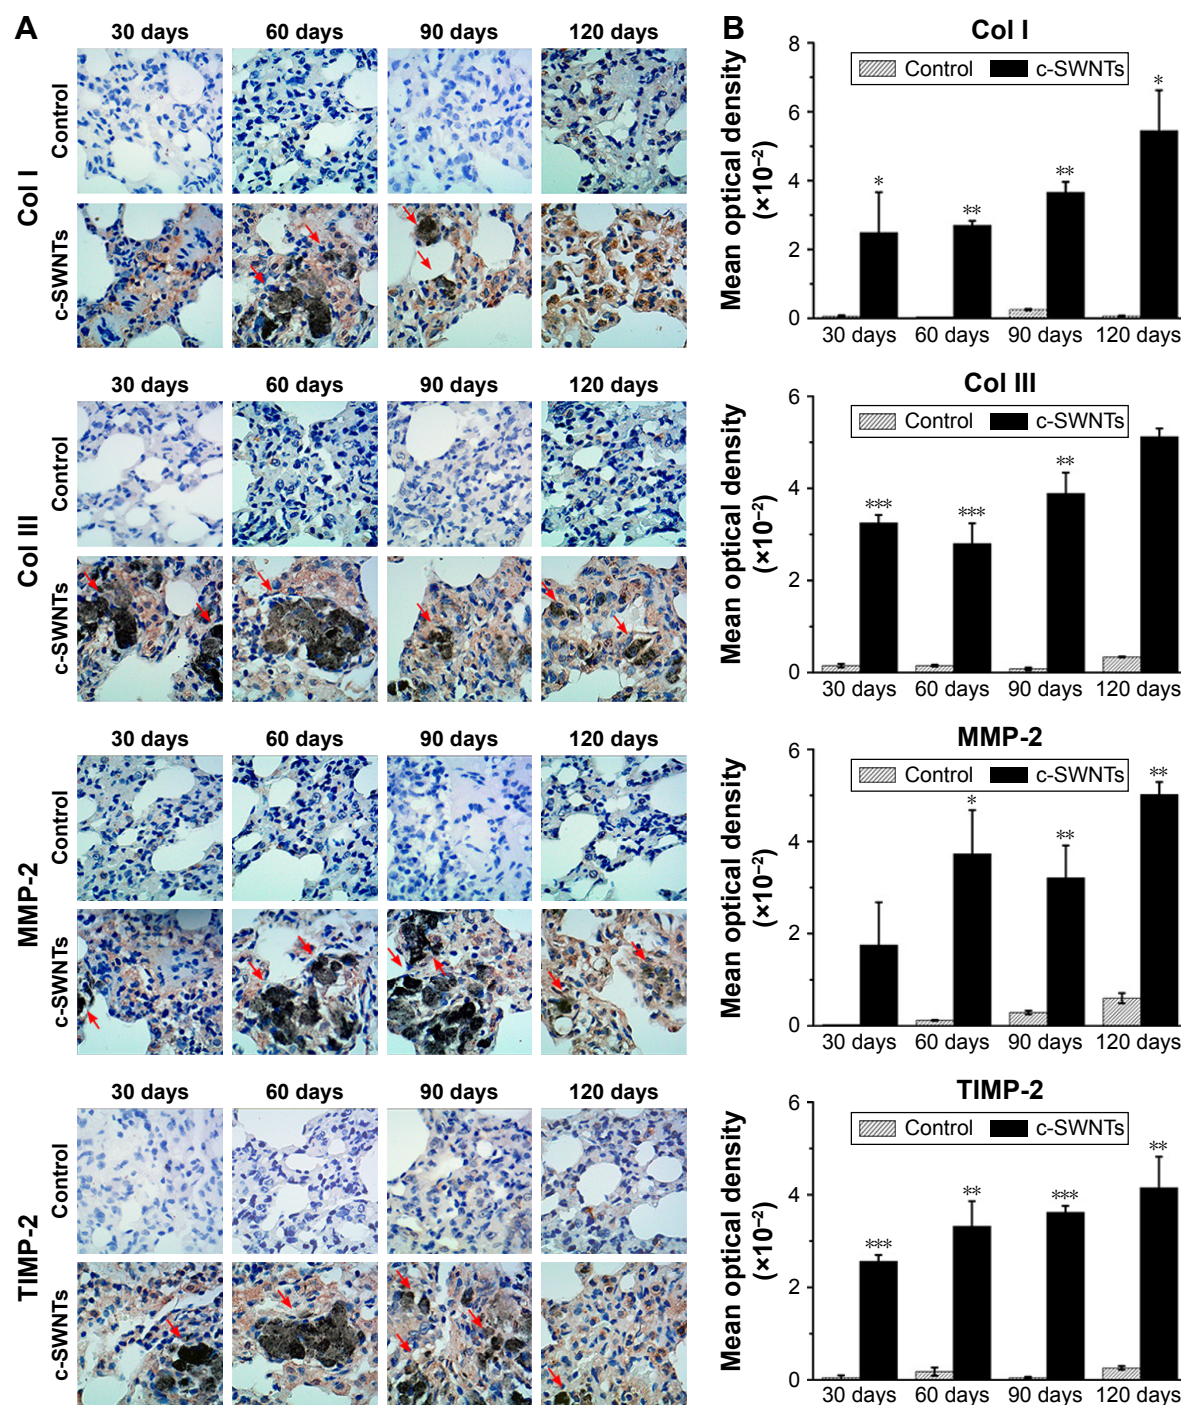 A
30 days 60 days 90 days 120 days
Col I
Control
c-SWNTs
30 days 60 days 90 days 120 days
Col III
Control
c-SWNTs
30 days 60 days 90 days 120 days
MMP-2
Control
c-SWNTs
30 days 60 days 90 days 120 days
TIMP-2
Control
c-SWNTs
B
Col I
Control c-SWNTs
Mean optical density
(×10⁻²)
8
6
4
2
0
* ** ** *
30 days 60 days 90 days 120 days
Col III
Control c-SWNTs
Mean optical density
(×10⁻²)
6
4
2
0
*** *** **
30 days 60 days 90 days 120 days
MMP-2
Control c-SWNTs
Mean optical density
(×10⁻²)
6
4
2
0
* ** **
30 days 60 days 90 days 120 days
TIMP-2
Control c-SWNTs
Mean optical density
(×10⁻²)
6
4
2
0
*** ** *** **
30 days 60 days 90 days 120 days